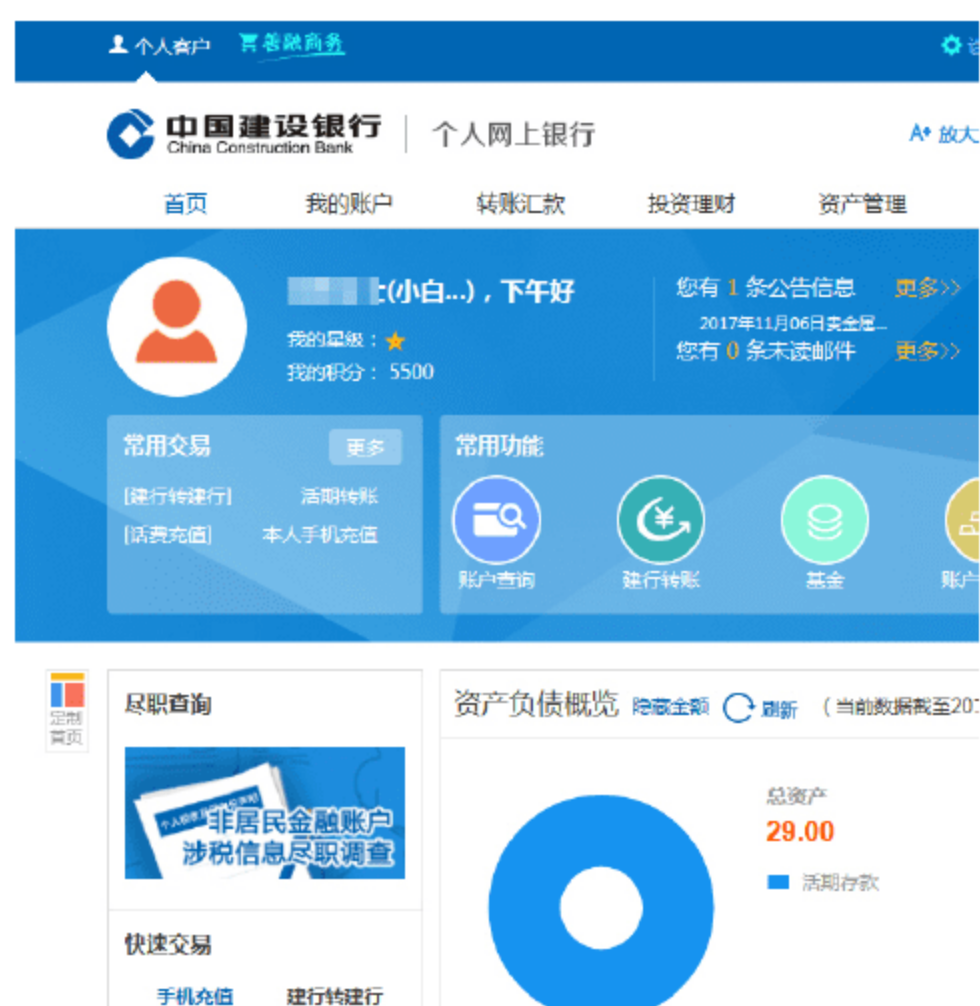 个人客户 善融商务
中国建设银行 个人网上银行
China Construction Bank
A+ 放大
首页 我的账户 转账汇款 投资理财 资产管理
(小白...)，下午好
我的星级：
我的积分： 5500
您有 1 条公告信息 更多>>
2017年11月06日贵金属...
您有 0 条未读邮件 更多>>
常用交易 更多
[建行转建行] 活期转账
[话费充值] 本人手机充值
常用功能
账户查询 建行转账 基金 账户
定制
首页
尽职查询
非居民金融账户
涉税信息尽职调查
快速交易
手机充值 建行转建行
资产负债概览 隐藏金额 刷新 (当前数据截至201
总资产
29.00
活期存款